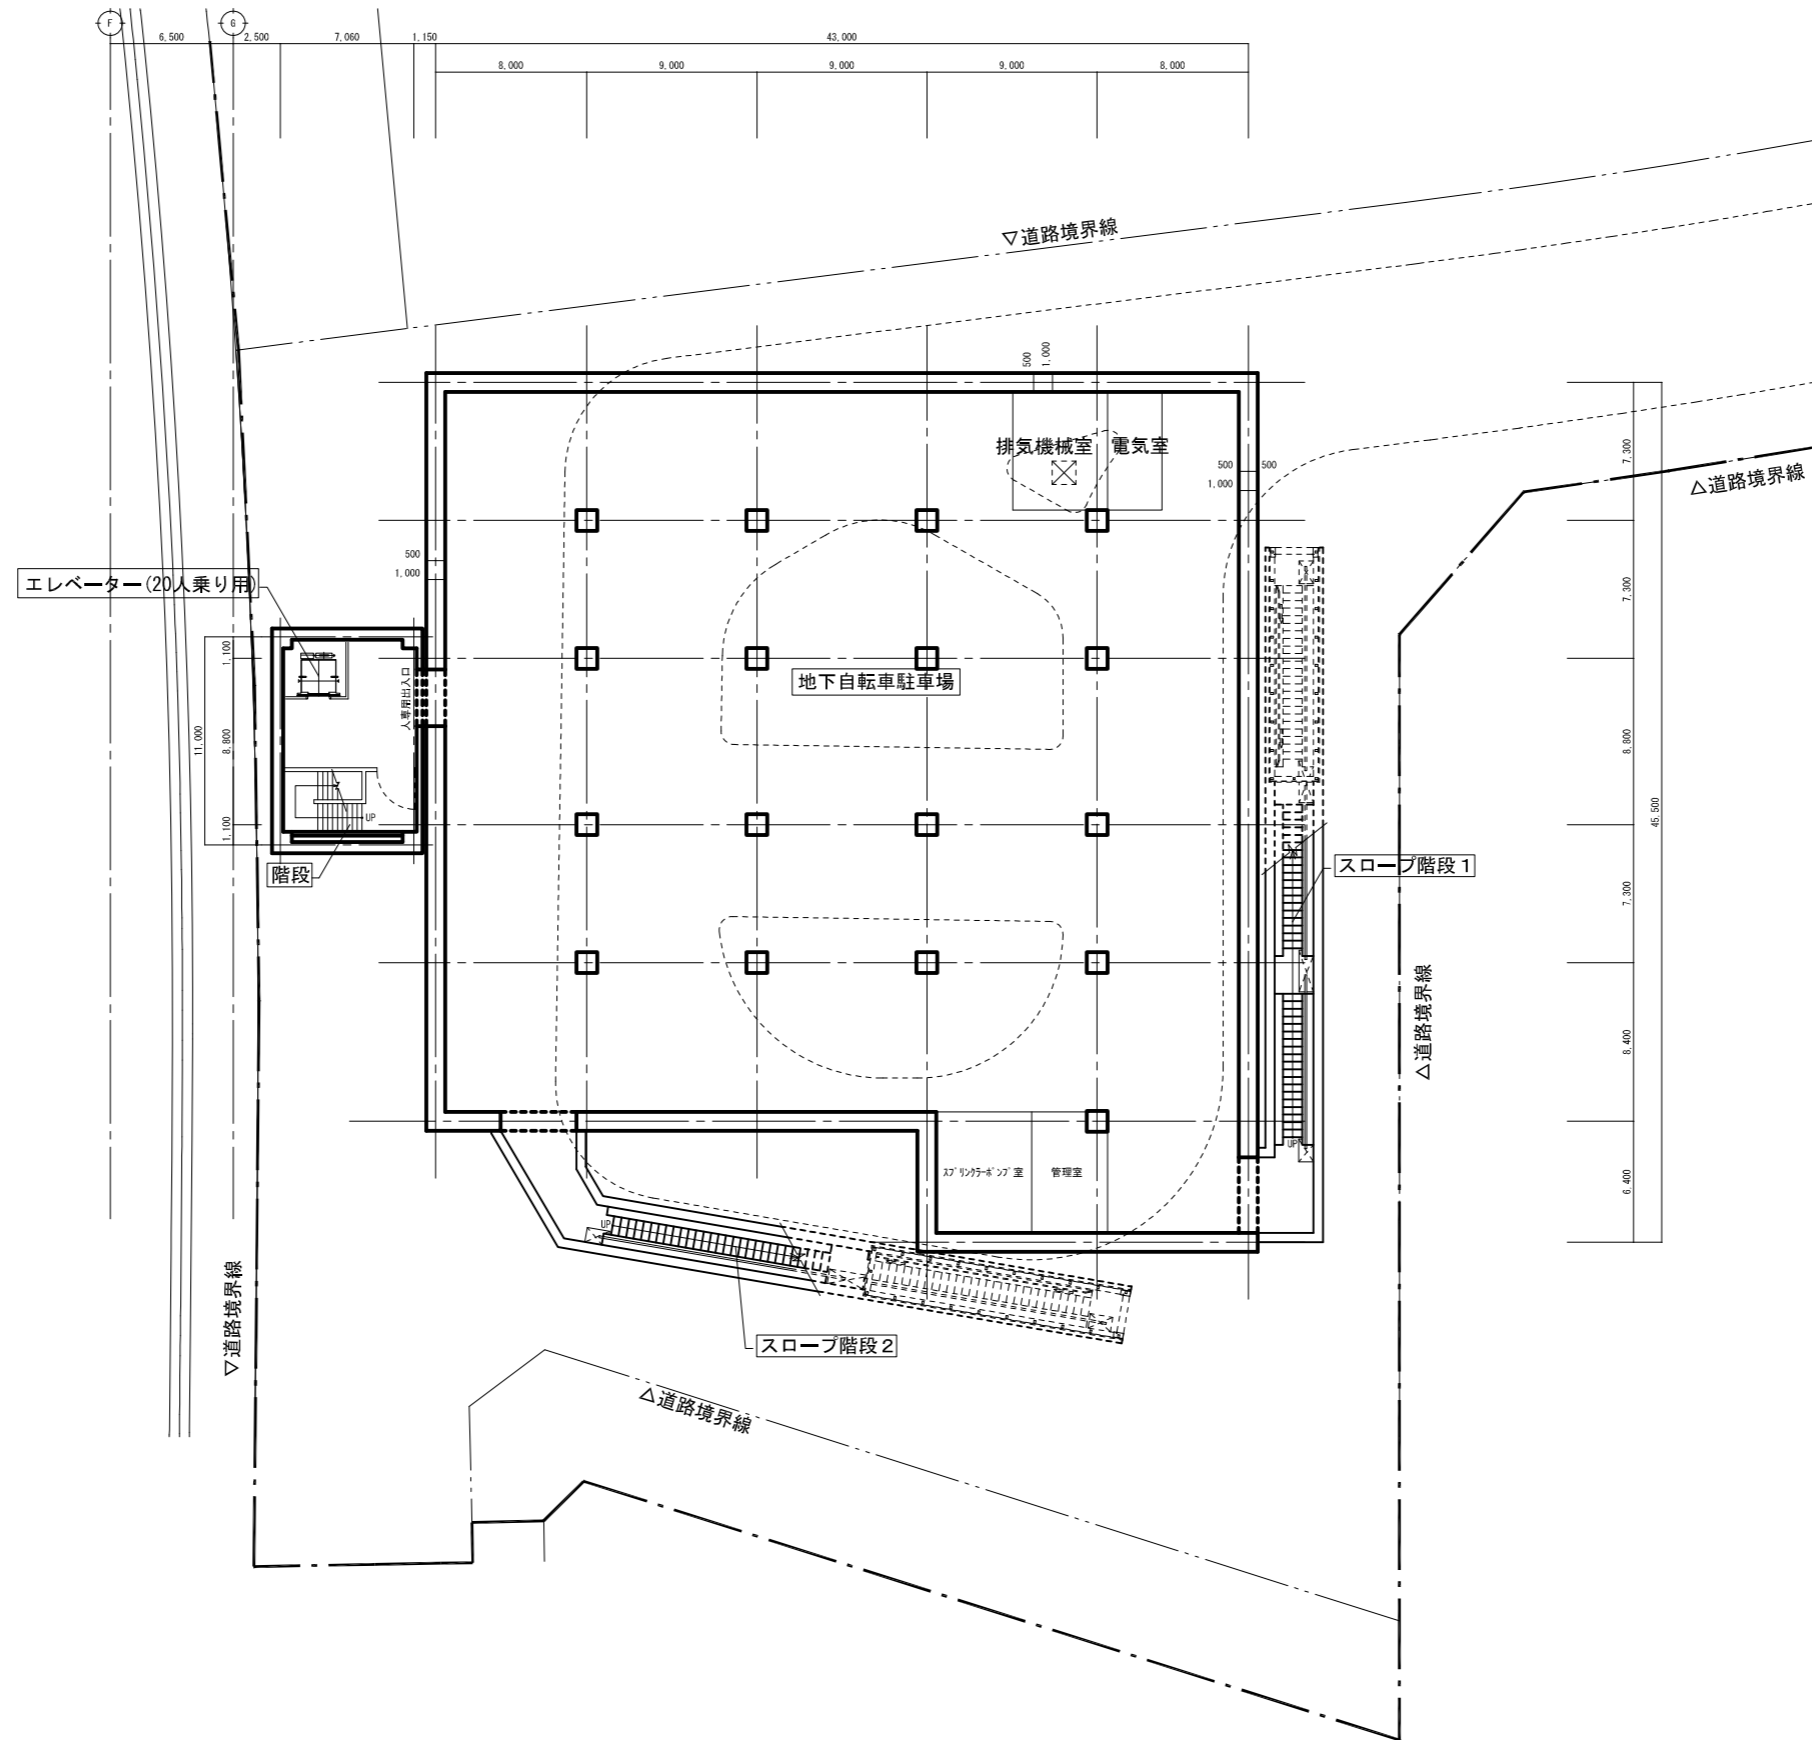 F
G
6,500
2,500
7,060
1,150
43,000
8,000
9,000
9,000
9,000
8,000
▽道路境界線
500
1,000
排気機械室
電気室
500
500
1,000
7,300
△道路境界線
500
1,000
エレベーター(20人乗り用)
7,300
1,100
人専用出入口
地下自転車駐車場
11,000
8,800
8,800
45,500
UP
1,100
階段
スロープ階段1
7,300
△道路境界線
8,400
UP
スプリンクラーポンプ室
管理室
6,400
UP
▽道路境界線
スロープ階段2
△道路境界線